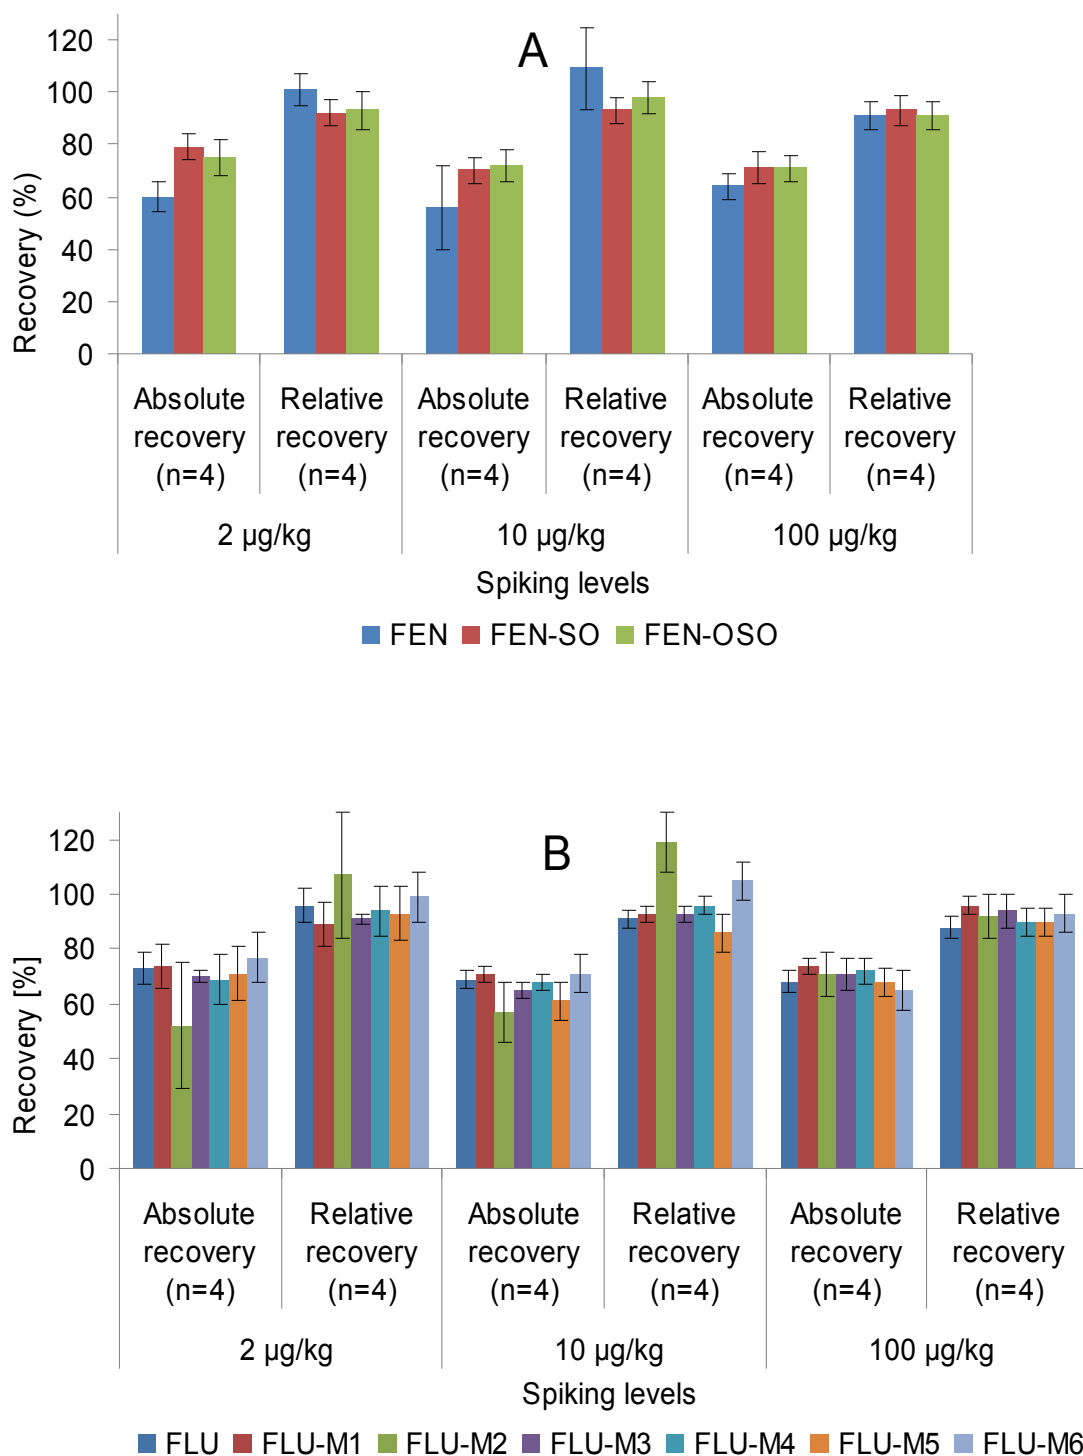 A
Recovery (%)
120
100
80
60
40
20
0
Absolute recovery (n=4)
Relative recovery (n=4)
Absolute recovery (n=4)
Relative recovery (n=4)
Absolute recovery (n=4)
Relative recovery (n=4)
2 µg/kg 10 µg/kg 100 µg/kg
Spiking levels
FEN FEN-SO FEN-OSO
B
Recovery [%]
120
100
80
60
40
20
0
Absolute recovery (n=4)
Relative recovery (n=4)
Absolute recovery (n=4)
Relative recovery (n=4)
Absolute recovery (n=4)
Relative recovery (n=4)
2 µg/kg 10 µg/kg 100 µg/kg
Spiking levels
FLU FLU-M1 FLU-M2 FLU-M3 FLU-M4 FLU-M5 FLU-M6